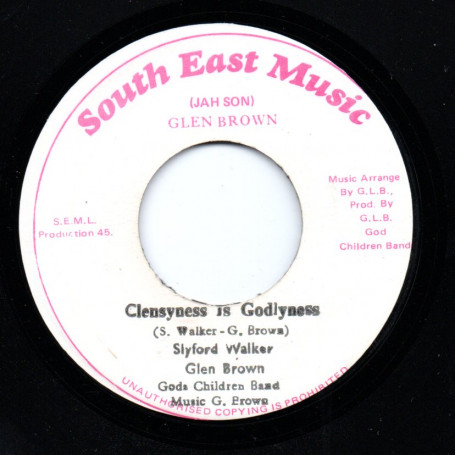 South East Music
(JAH SON)
GLEN BROWN
S.E.M.L.
Production 45.
Music Arrange
By G.L.B.,
Prod. By
G.L.B.
God
Children Band
Clensyness Is Godlyness
(S. Walker - G. Brown)
Slyford Walker
Glen Brown
Gods Children Band
Music G. Brown
UNAUTHORISED COPYING IS PROHIBITED